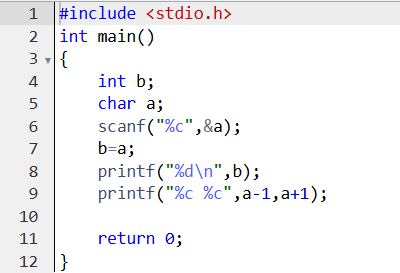 1 #include <stdio.h>
2 int main()
3 {
4 int b;
5 char a;
6 scanf("%c",&a);
7 b=a;
8 printf("%d\n",b);
9 printf("%c %c",a-1,a+1);
10
11 return 0;
12 }